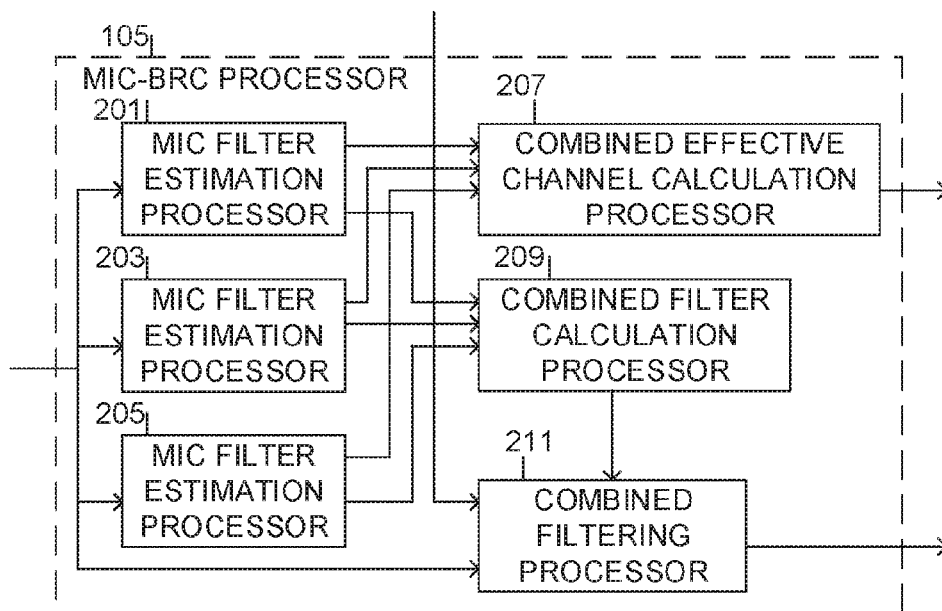 105
MIC-BRC PROCESSOR
201
MIC FILTER
ESTIMATION
PROCESSOR
207
COMBINED EFFECTIVE
CHANNEL CALCULATION
PROCESSOR
203
MIC FILTER
ESTIMATION
PROCESSOR
209
COMBINED FILTER
CALCULATION
PROCESSOR
205
MIC FILTER
ESTIMATION
PROCESSOR
211
COMBINED
FILTERING
PROCESSOR